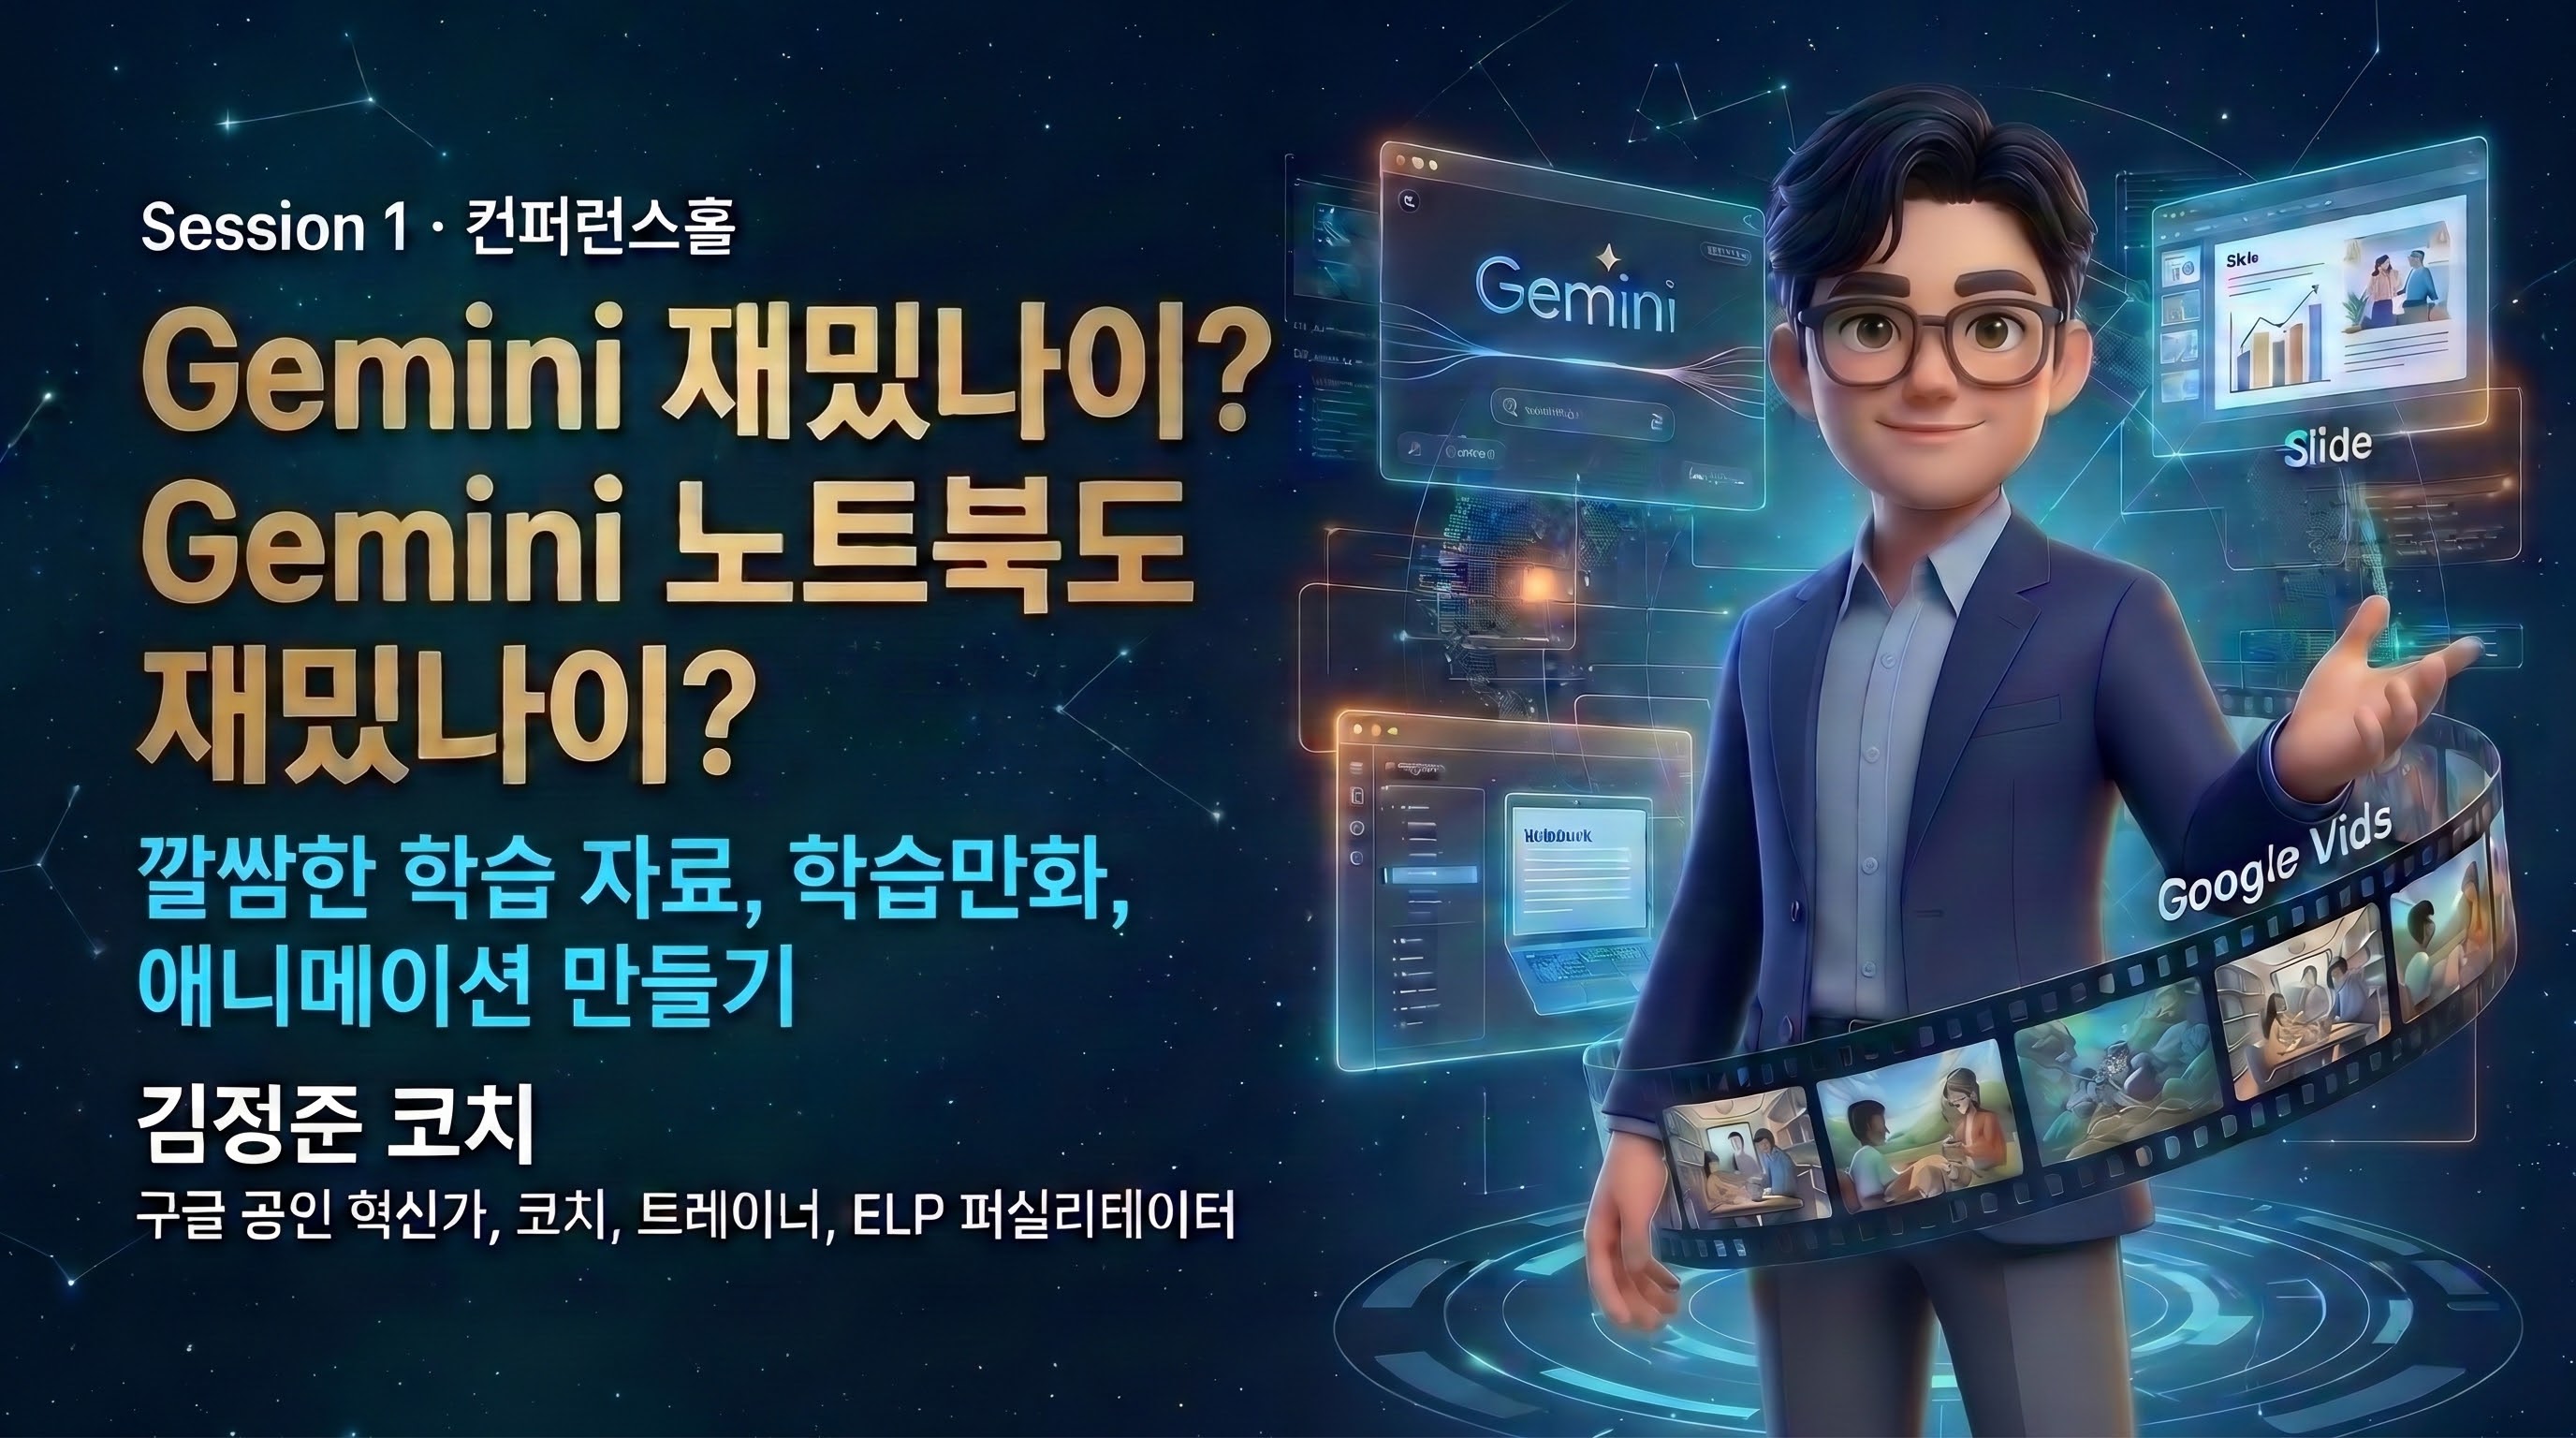 Session 1 · 컨퍼런스홀
Gemini 재밌나이?
Gemini 노트북도
재밌나이?
깔쌈한 학습 자료, 학습만화,
애니메이션 만들기
김정준 코치
구글 공인 혁신가, 코치, 트레이너, ELP 퍼실리테이터
Gemini
Skle
Slide
Google Vids